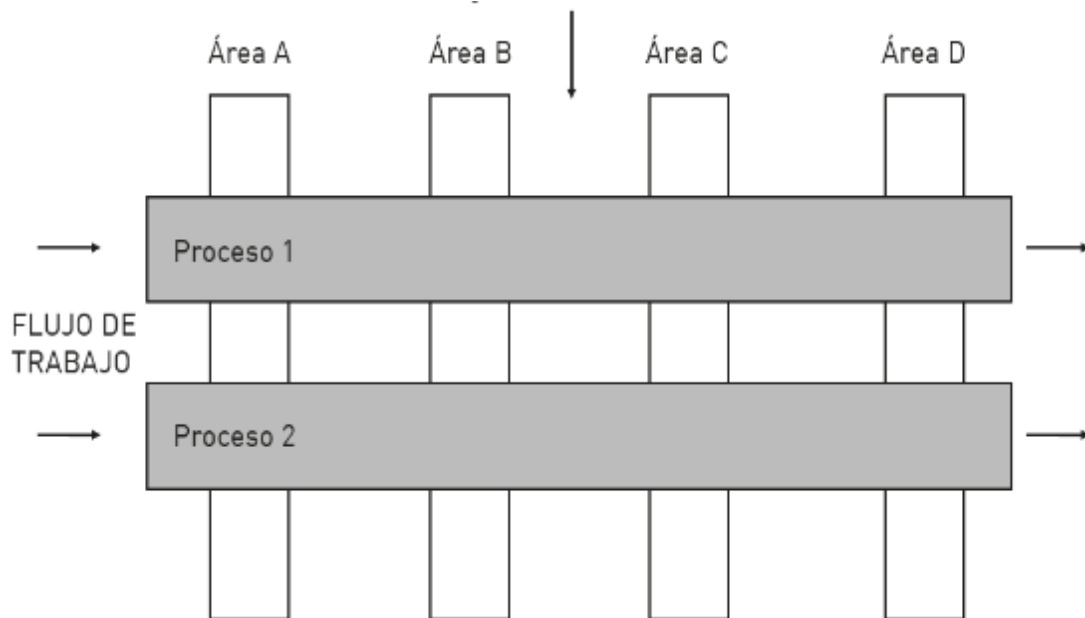 Área A
Área B
Área C
Área D
Proceso 1
FLUJO DE
TRABAJO
Proceso 2